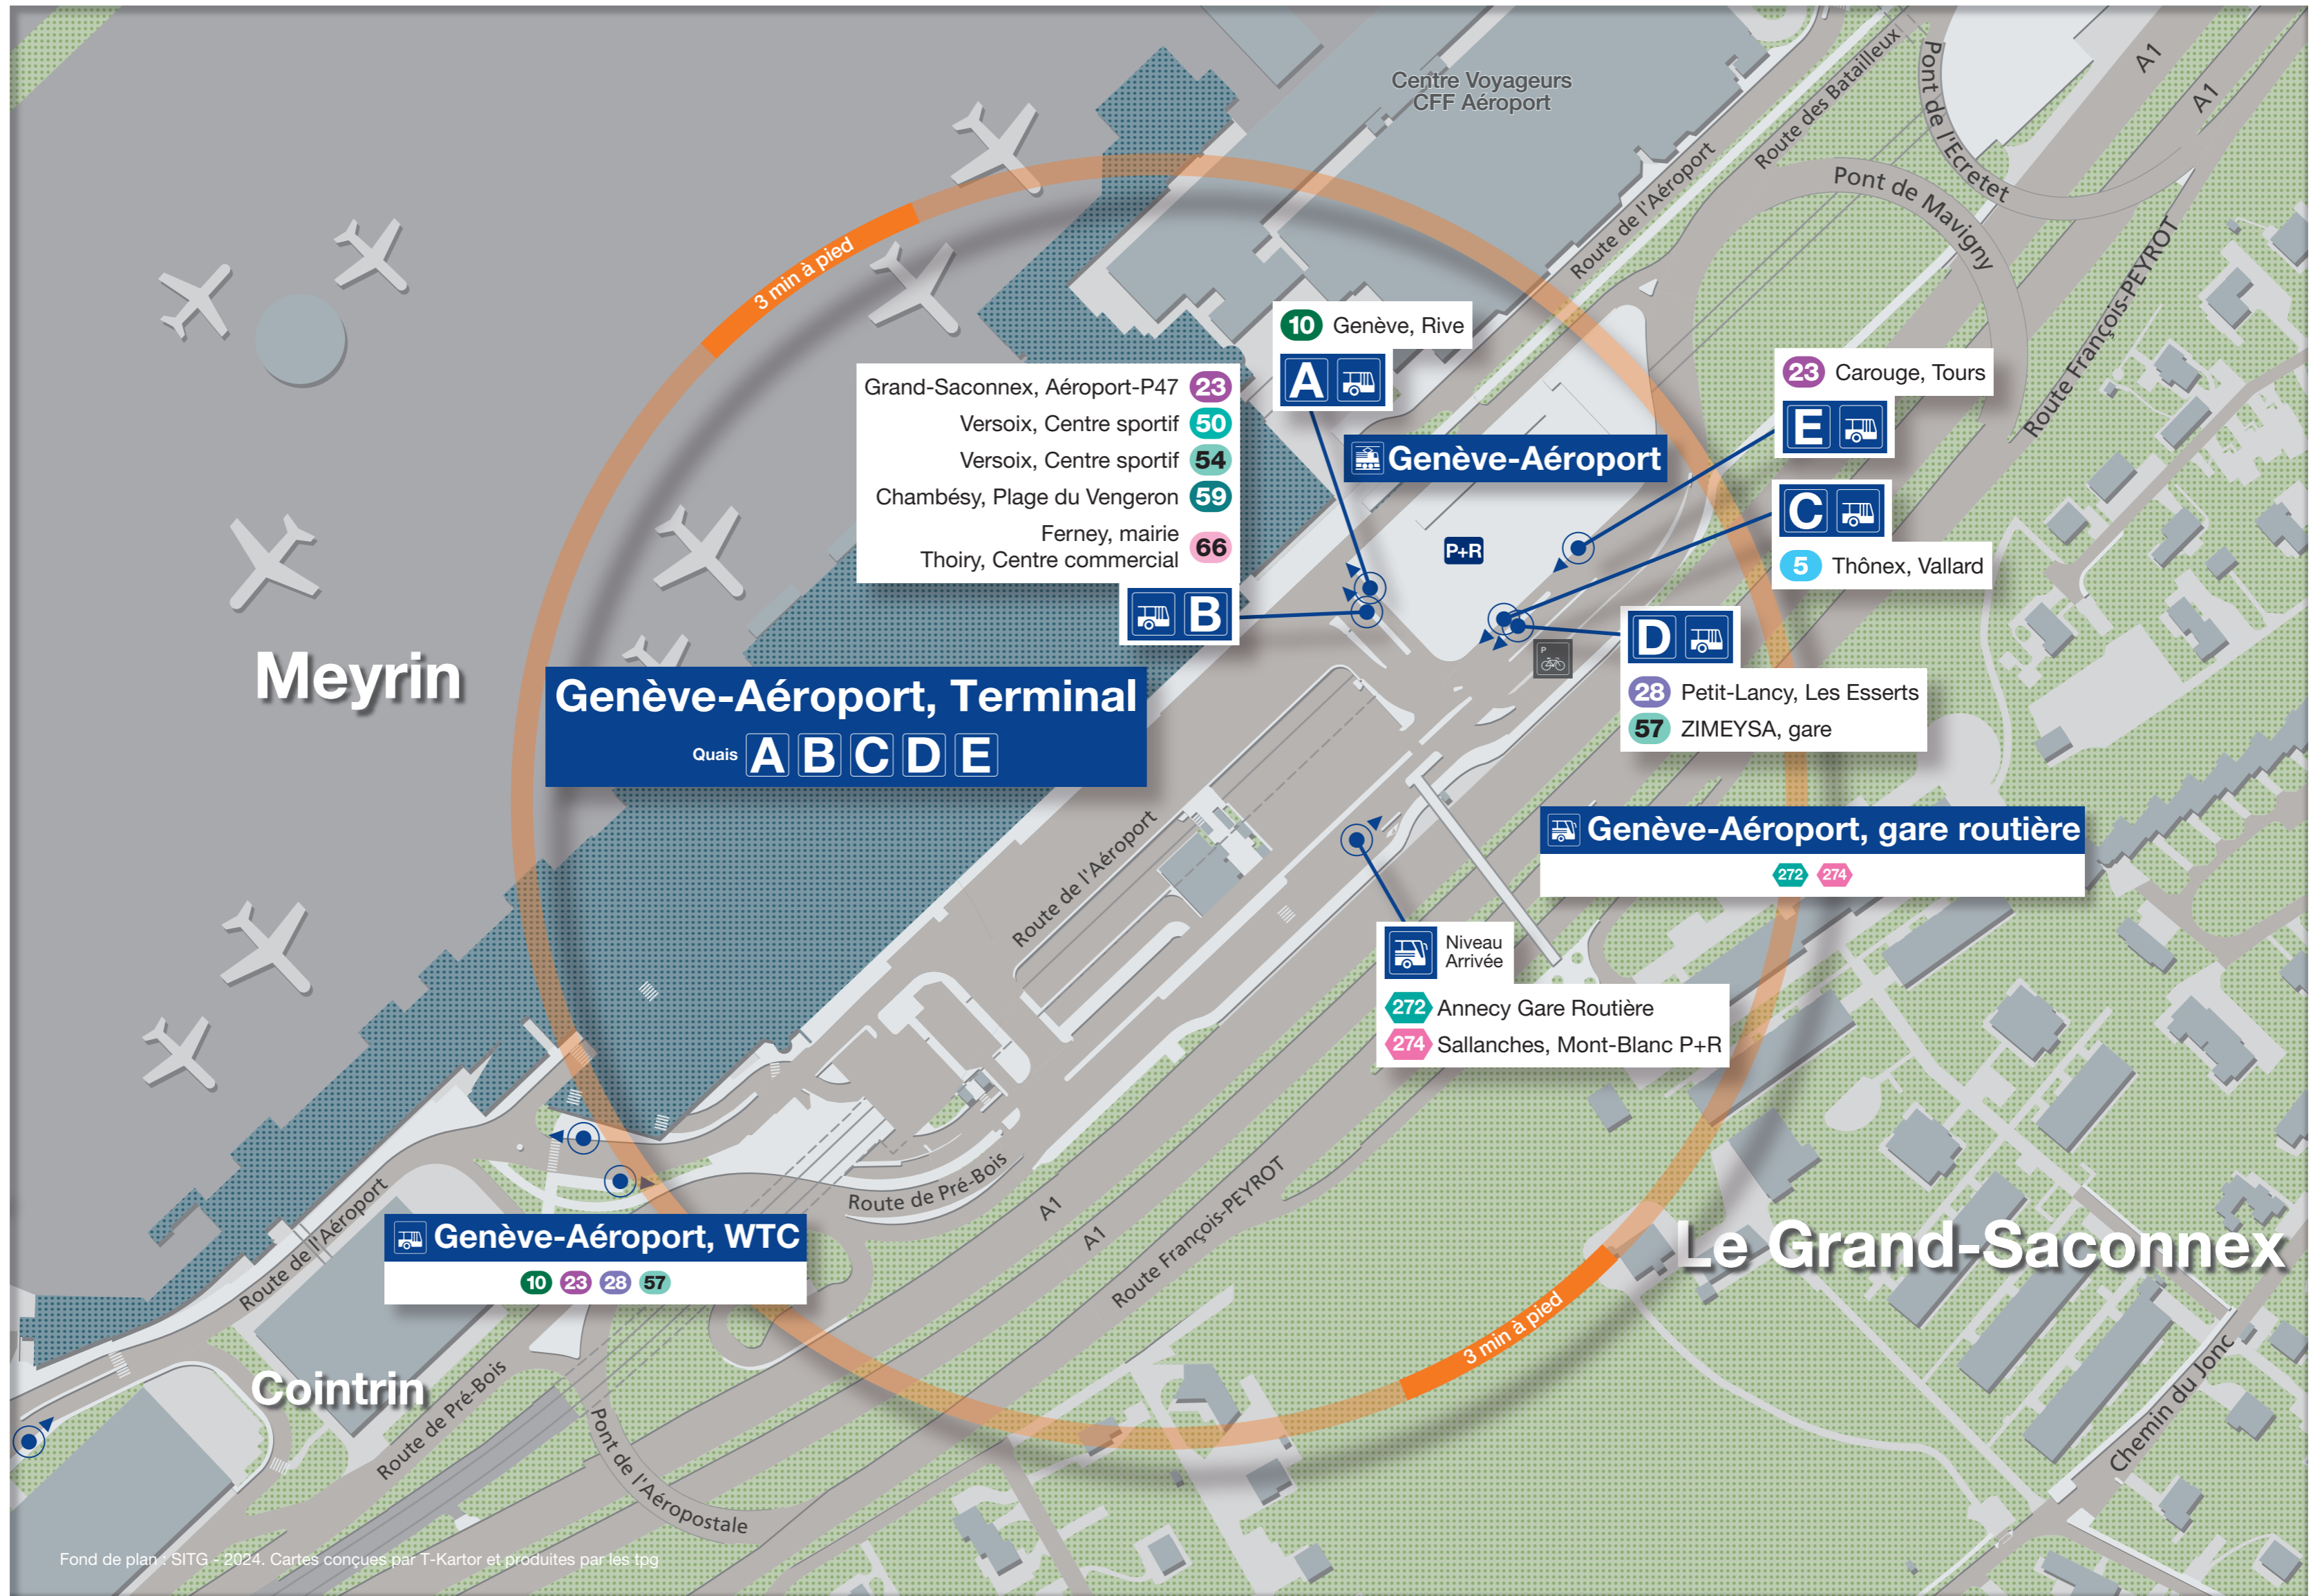 Centre Voyageurs
CFF Aéroport
Route des Batailleux
Pont de l'Ecretet
A1
A1
Route de l'Aéroport
Pont de Mavigny
Route François-PEYROT
3 min à pied
10 Genève, Rive
A
Grand-Saconnex, Aéroport-P47 23
Versoix, Centre sportif 50
Versoix, Centre sportif 54
Chambésy, Plage du Vengeron 59
Ferney, mairie
Thoiry, Centre commercial 66
B
Genève-Aéroport
23 Carouge, Tours
E
C
5 Thônex, Vallard
P+R
D
28 Petit-Lancy, Les Esserts
57 ZIMEYSA, gare
P
Meyrin
Genève-Aéroport, Terminal
Quais A B C D E
Genève-Aéroport, gare routière
272 274
Route de l'Aéroport
Niveau
Arrivée
272 Annecy Gare Routière
274 Sallanches, Mont-Blanc P+R
Route de Pré-Bois
A1
A1
Route François-PEYROT
Genève-Aéroport, WTC
10 23 28 57
Route de l'Aéroport
Le Grand-Saconnex
3 min à pied
Cointrin
Route de Pré-Bois
Pont de l'Aéropostale
Chemin du Jonc
Fond de plan : SITG - 2024. Cartes conçues par T-Kartor et produites par les tpg